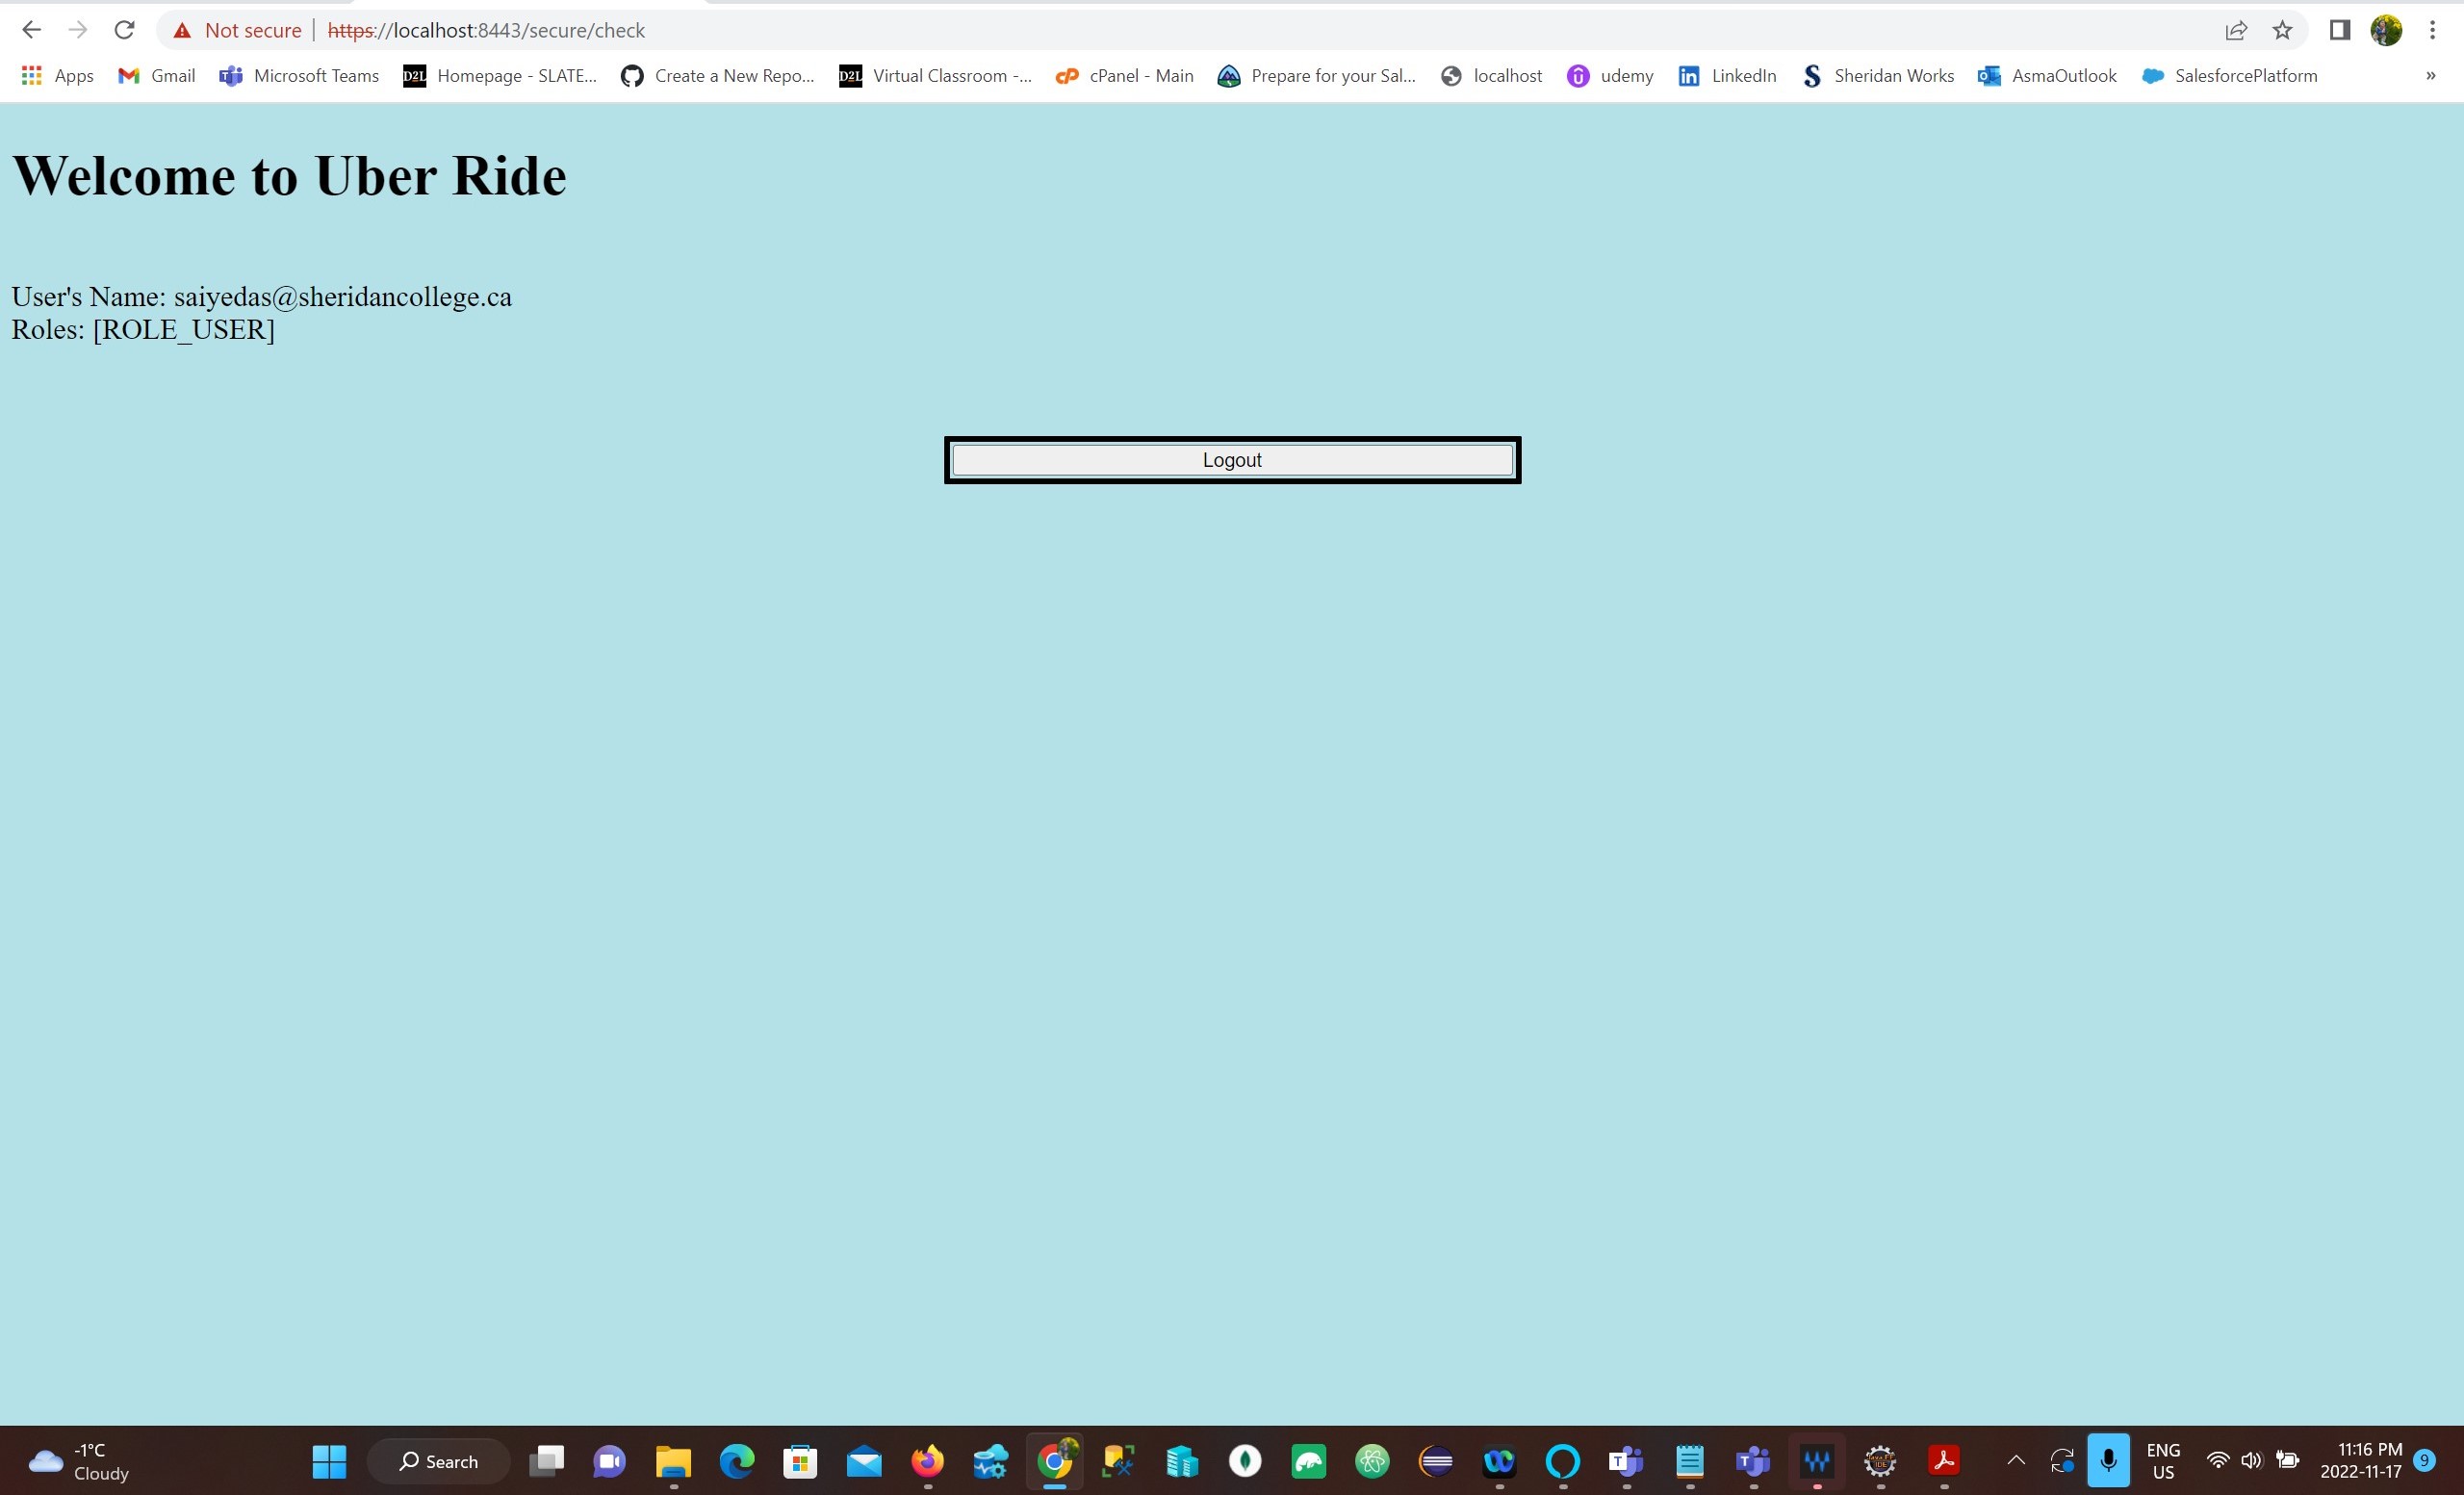 Not secure | https://localhost:8443/secure/check
Apps Gmail Microsoft Teams D2L Homepage - SLATE... Create a New Repo... D2L Virtual Classroom -... cPanel - Main Prepare for your Sal... localhost udemy LinkedIn Sheridan Works AsmaOutlook SalesforcePlatform »
Welcome to Uber Ride
User's Name: saiyedas@sheridancollege.ca
Roles: [ROLE_USER]
Logout
-1°C
Cloudy
Search
ENG
US
11:16 PM
2022-11-17
9